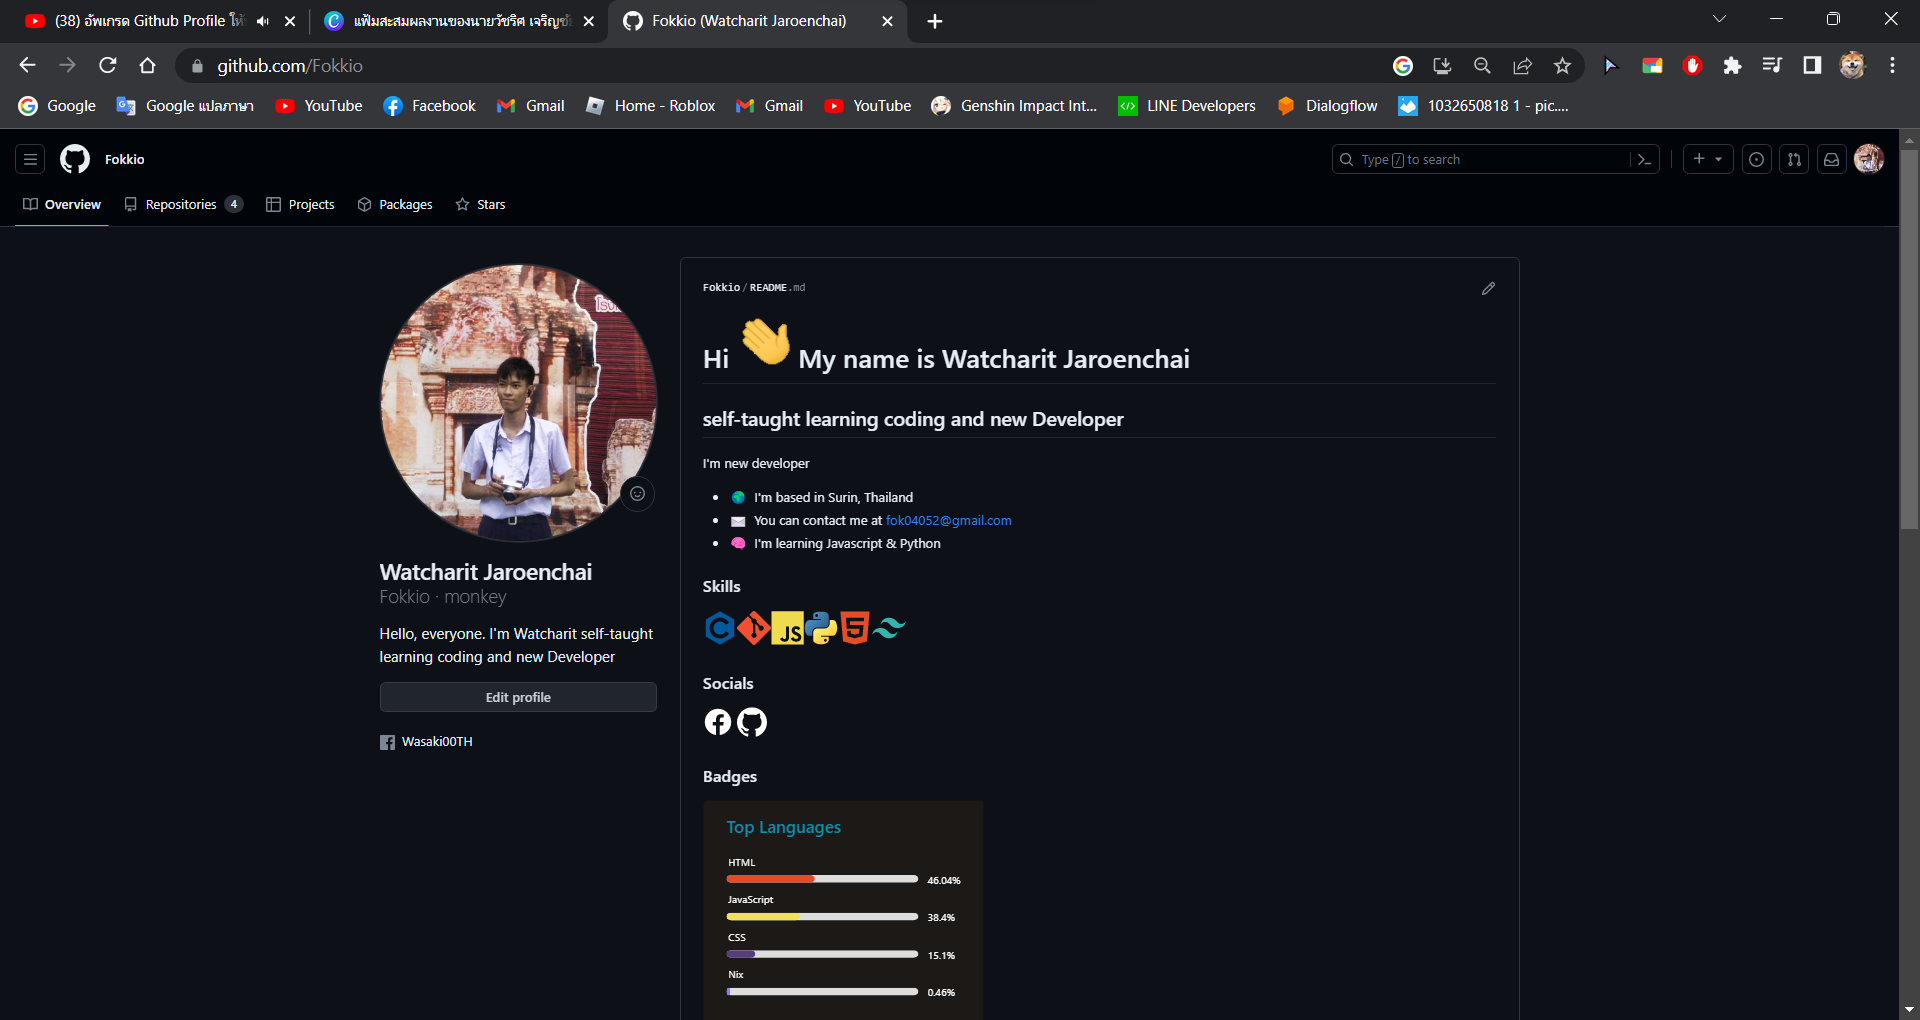 (38) อัพเกรด Github Profile ให้
แฟ้มสะสมผลงานของนายวัชริศ เจริญชั
Fokkio (Watcharit Jaroenchai)
github.com/Fokkio
Google
Google แปลภาษา
YouTube
Facebook
Gmail
Home - Roblox
Gmail
YouTube
Genshin Impact Int...
LINE Developers
Dialogflow
1032650818 1 - pic....
Fokkio
Type / to search
Overview
Repositories 4
Projects
Packages
Stars
โรงเ
Watcharit Jaroenchai
Fokkio · monkey
Hello, everyone. I'm Watcharit self-taught
learning coding and new Developer
Edit profile
Wasaki00TH
Fokkio / README.md
Hi 👋 My name is Watcharit Jaroenchai
self-taught learning coding and new Developer
I'm new developer
• 🌍 I'm based in Surin, Thailand
• ✉️ You can contact me at fok04052@gmail.com
• 🧠 I'm learning Javascript & Python
Skills
C JS 5
Socials
Badges
Top Languages
HTML
46.04%
JavaScript
38.4%
CSS
15.1%
Nix
0.46%